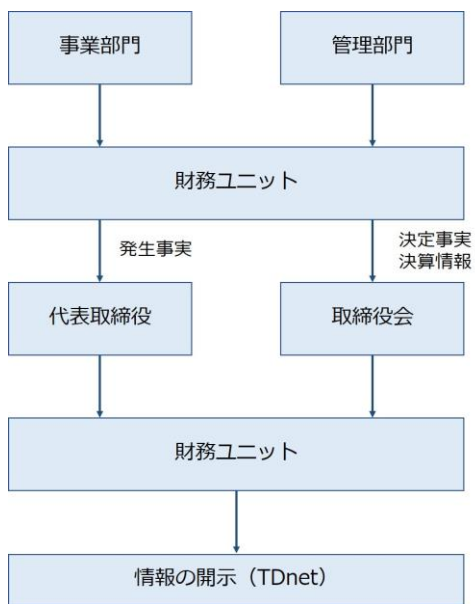 事業部門
管理部門
財務ユニット
発生事実
決定事実
決算情報
代表取締役
取締役会
財務ユニット
情報の開示（TDnet）